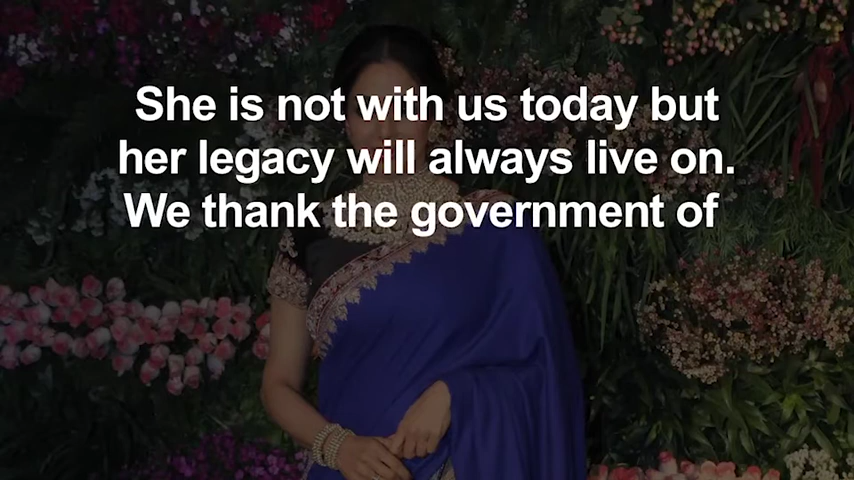 She is not with us today but
her legacy will always live on.
We thank the government of